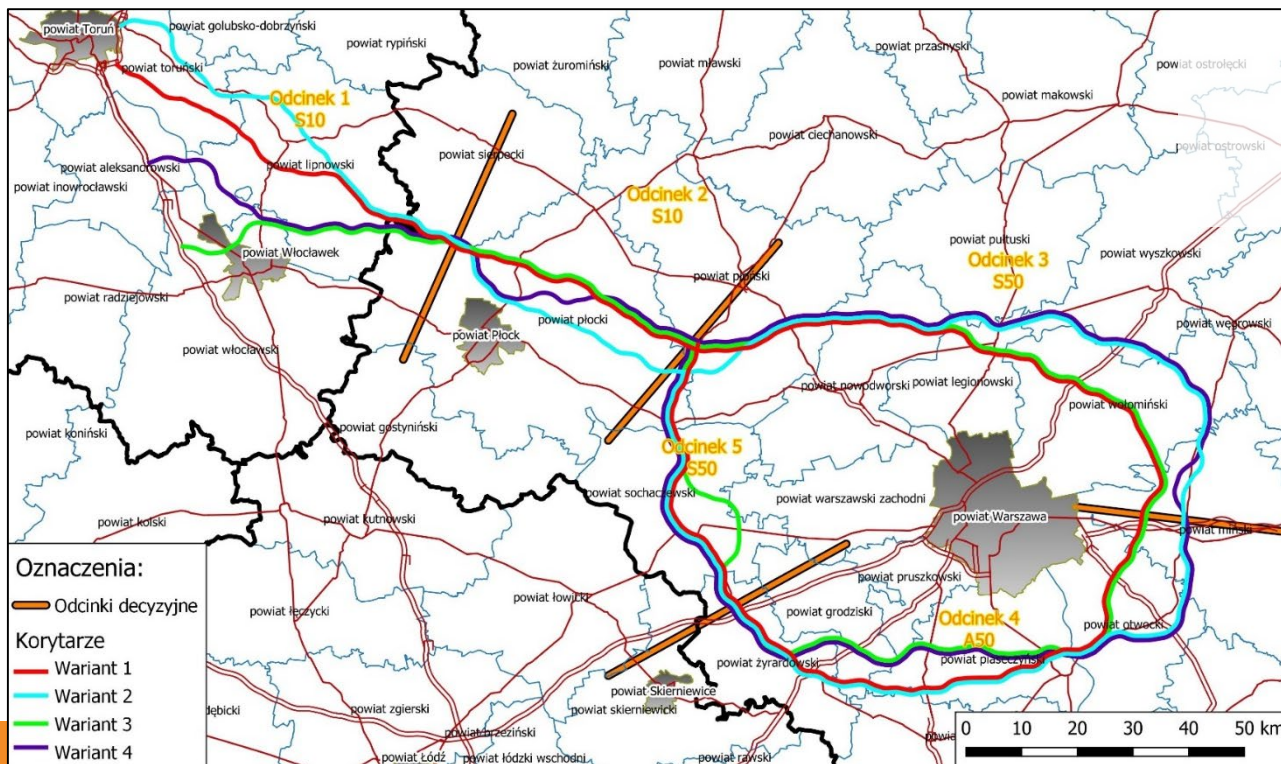 powiat Toruń
powiat golubsko-dobrzyński
powiat rypiński
powiat żuromiński
powiat mławski
powiat przasnyski
powiat ostrołęcki
powiat toruński
Odcinek 1
S10
powiat makowski
powiat ciechanowski
powiat ostrowski
powiat aleksandrowski
powiat lipnowski
powiat sierpecki
powiat inowrocławski
Odcinek 2
S10
powiat pułtuski
Odcinek 3
S50
powiat wyszkowski
powiat Włocławek
powiat płoński
powiat radziejowski
powiat płocki
powiat Płock
powiat węgrowski
powiat włocławski
powiat nowodworski
powiat legionowski
powiat wołomiński
powiat koniński
powiat gostyniński
Odcinek 5
S50
powiat sochaczewski
powiat warszawski zachodni
powiat kolski
powiat kutnowski
powiat Warszawa
powiat miński
powiat pruszkowski
powiat łęczycki
powiat łowicki
powiat grodziski
Odcinek 4
A50
powiat otwocki
powiat żyrardowski
powiat piaseczyński
powiat Skierniewice
powiat zgierski
powiat skierniewicki
powiat brzeziński
powiat Łódź
powiat łódzki wschodni
powiat rawski
Oznaczenia:
Odcinki decyzyjne
Korytarze
Wariant 1
Wariant 2
Wariant 3
Wariant 4
0 10 20 30 40 50 km